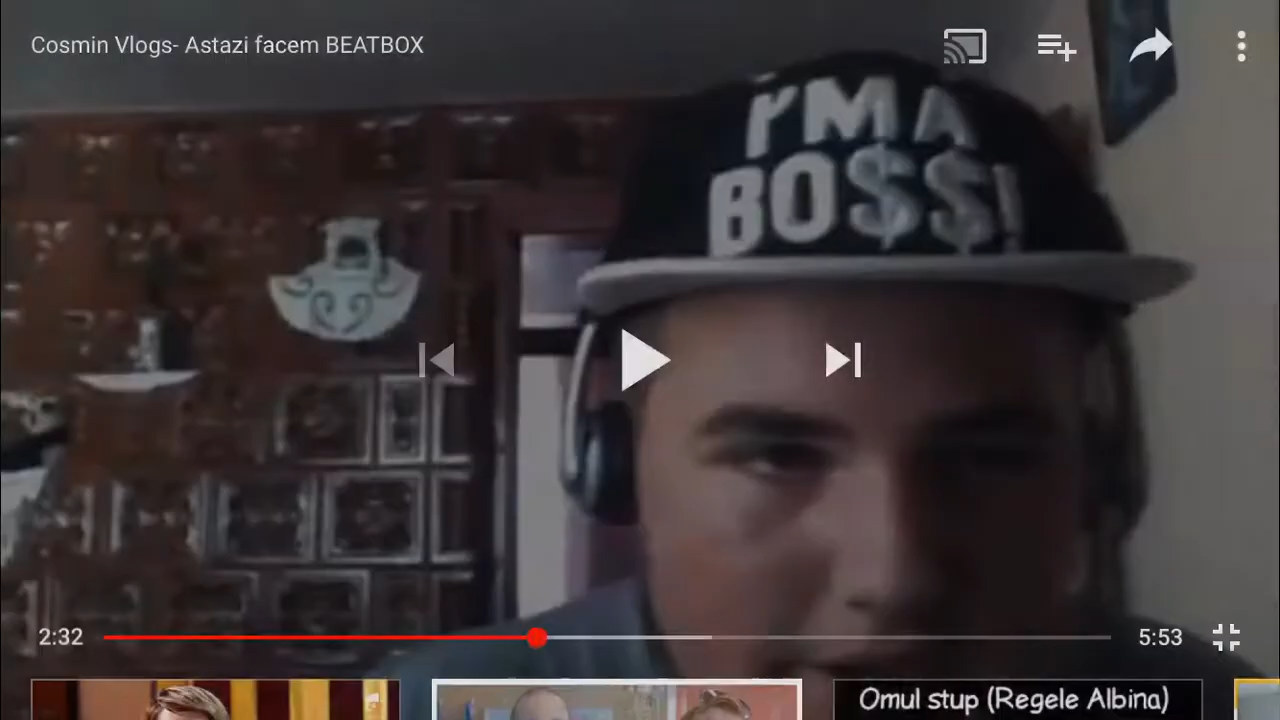 Cosmin Vlogs- Astazi facem BEATBOX
I'M A
BO$$!
2:32
5:53
Omul stup (Regele Albina)